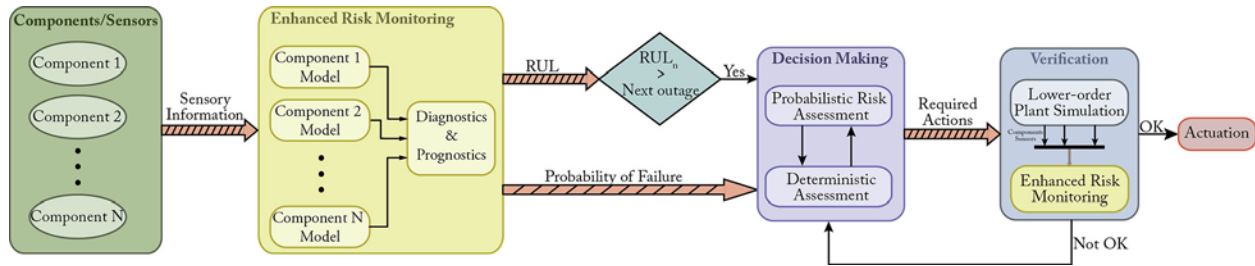 Components/Sensors
Component 1
Component 2
Component N
Sensory
Information
Enhanced Risk Monitoring
Component 1
Model
Component 2
Model
Component N
Model
Diagnostics
&
Prognostics
RUL
Probability of Failure
RULn
>
Next outage
Yes
Decision Making
Probabilistic Risk
Assessment
Deterministic
Assessment
Required
Actions
Verification
Lower-order
Plant Simulation
Components
Sensors
Enhanced Risk
Monitoring
OK
Not OK
Actuation